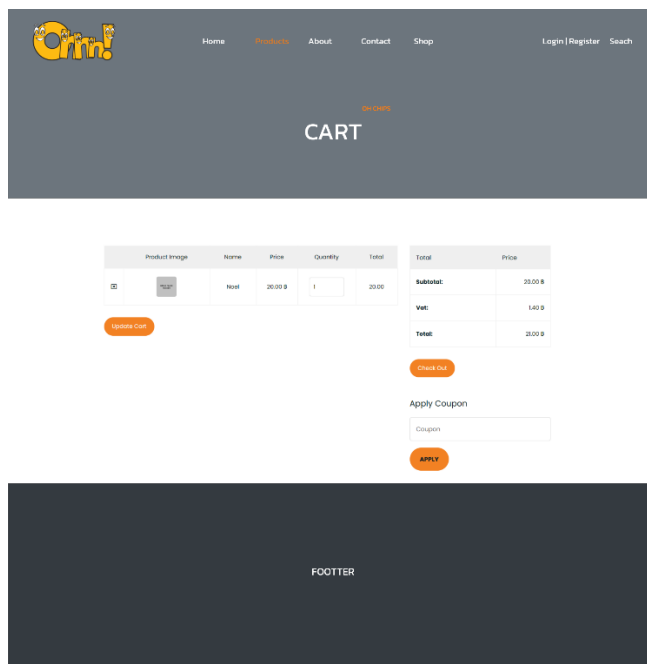 Ohhh!
Home Products About Contact Shop Login | Register Seach
OH CHIPS
CART
Product Image Name Price Quantity Total
Noel 20.00 ฿ 1 20.00
Update Cart
Total Price
Subtotal: 20.00 ฿
Vat: 1.40 ฿
Total: 21.00 ฿
Check Out
Apply Coupon
Coupon
APPLY
FOOTTER